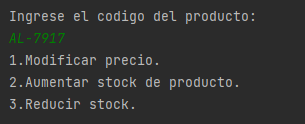 Ingrese el codigo del producto:
AL-7917
1.Modificar precio.
2.Aumentar stock de producto.
3.Reducir stock.